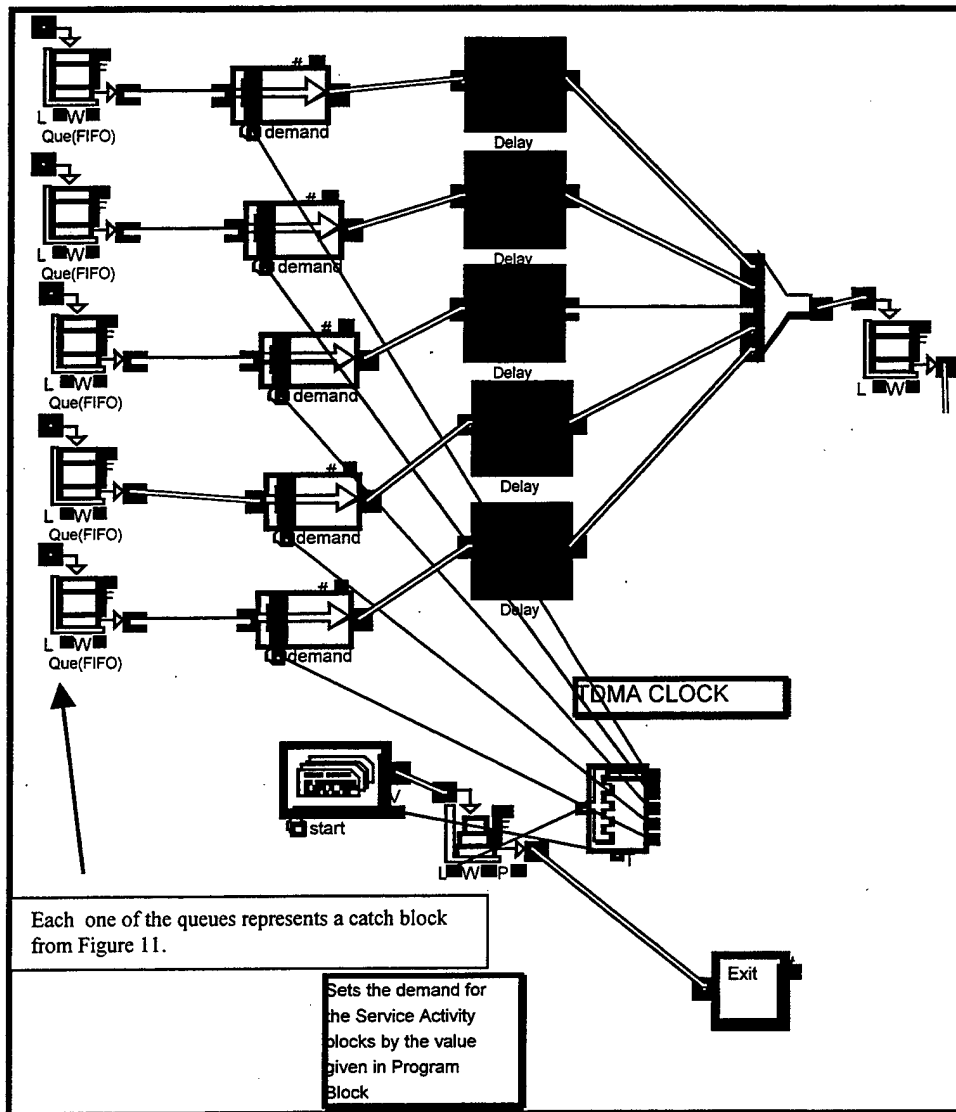 #
demand
L W
Que(FIFO)
Delay
#
demand
L W
Que(FIFO)
Delay
#
demand
L W
Que(FIFO)
Delay
L W
#
demand
L W
Que(FIFO)
Delay
#
demand
L W
Que(FIFO)
Delay
TDMA CLOCK
V
start
L W P
T
Each one of the queues represents a catch block
from Figure 11.
Exit
#
Sets the demand for
the Service Activity
blocks by the value
given in Program
Block